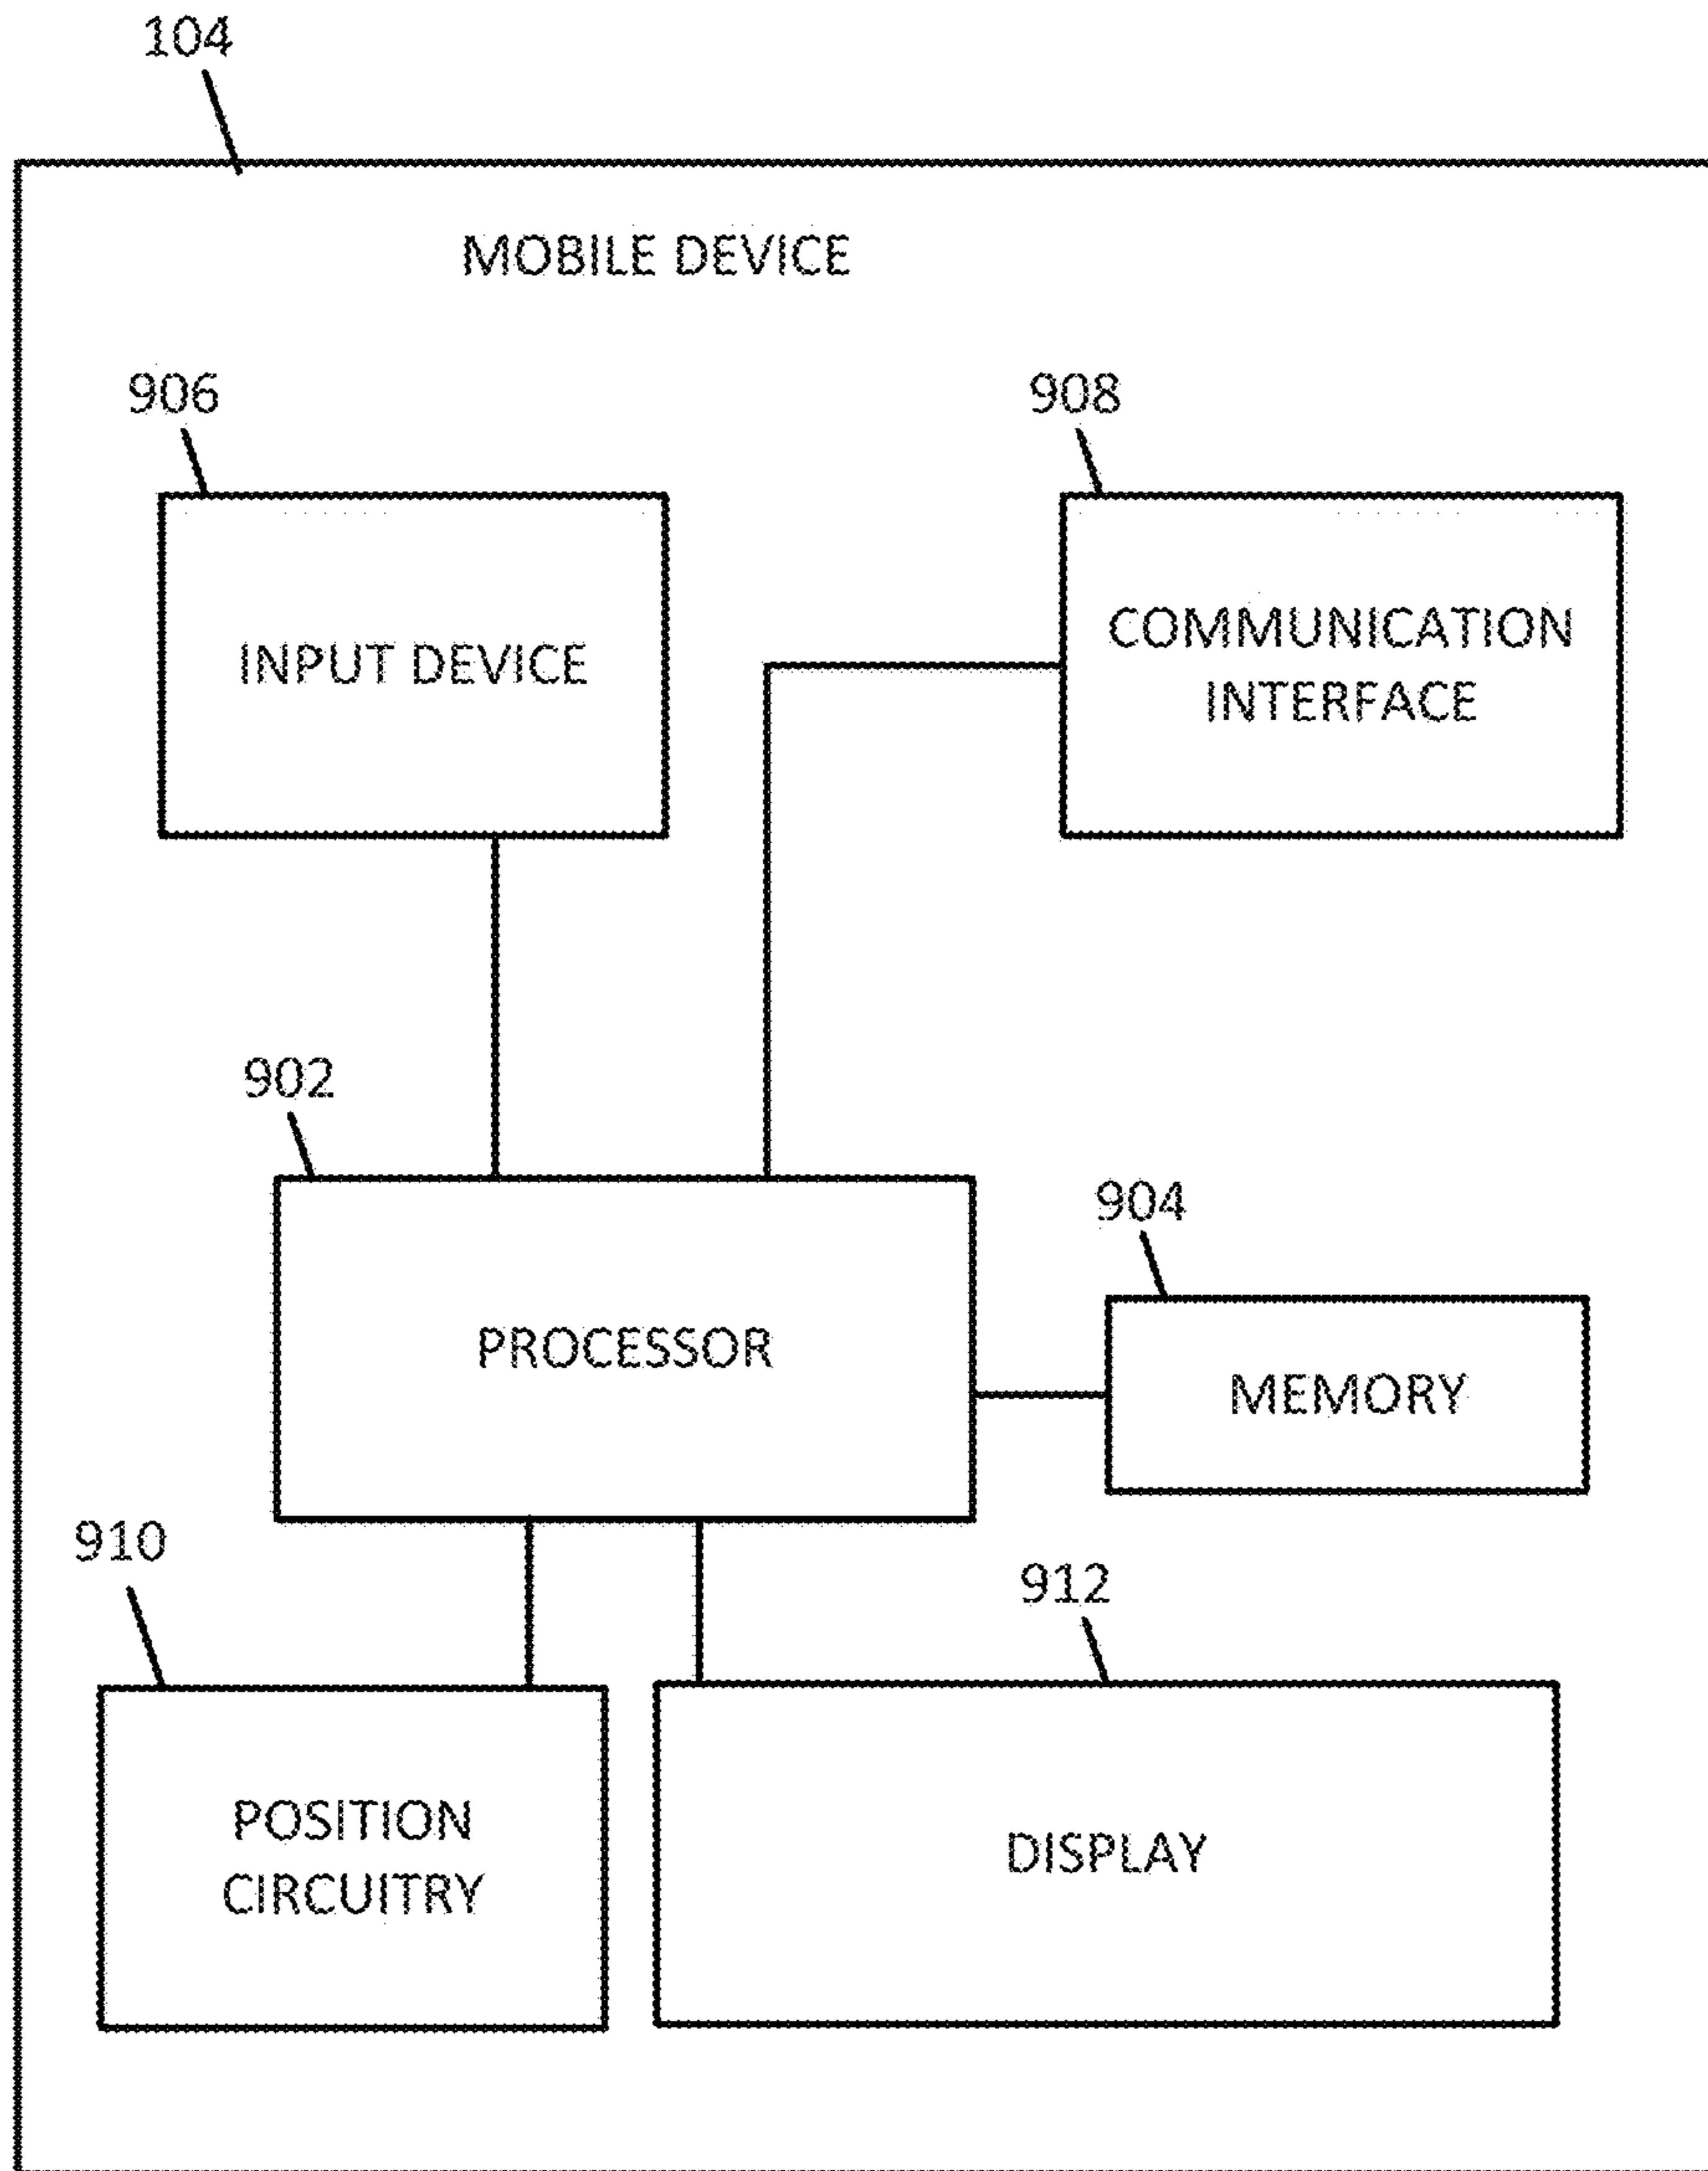 104
MOBILE DEVICE
906
908
INPUT DEVICE
COMMUNICATION
INTERFACE
902
904
PROCESSOR
MEMORY
910
912
POSITION
CIRCUITRY
DISPLAY